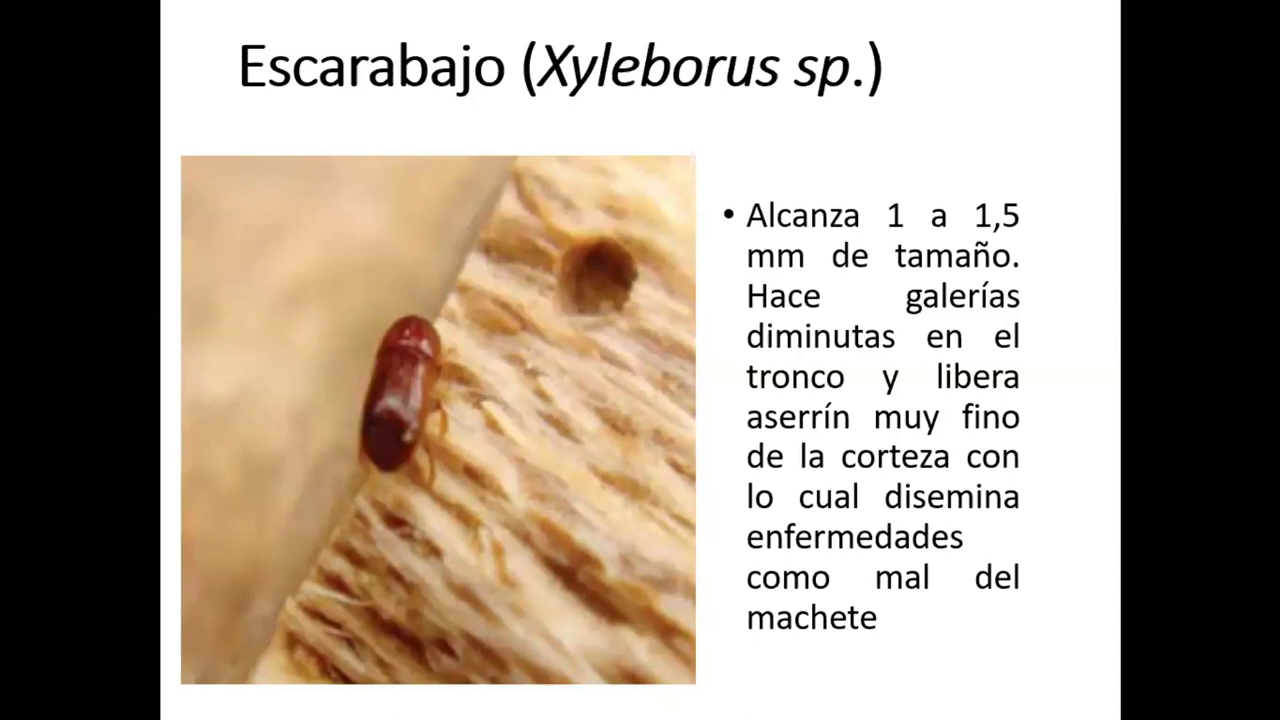 Escarabajo (Xyleborus sp.)
• Alcanza 1 a 1,5
mm de tamaño.
Hace galerías
diminutas en el
tronco y libera
aserrín muy fino
de la corteza con
lo cual disemina
enfermedades
como mal del
machete